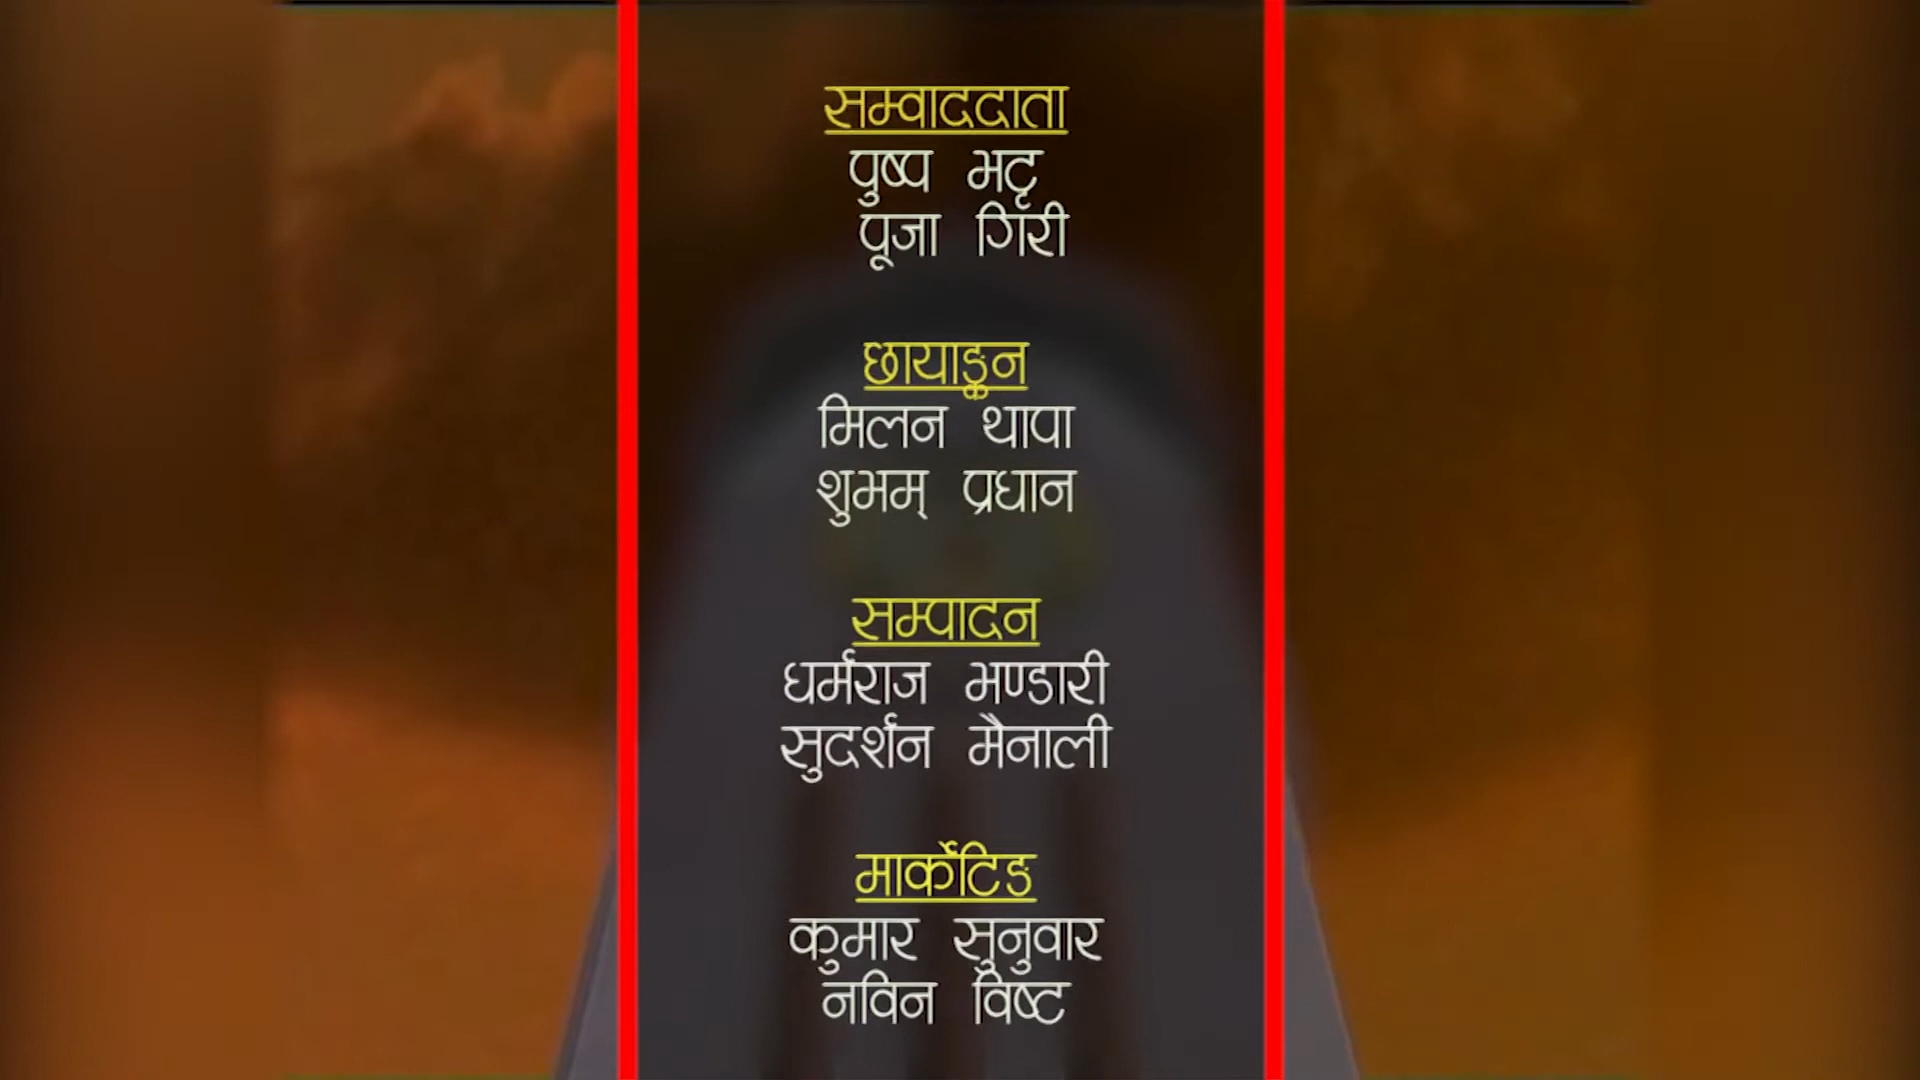 सम्वाददाता
पुष्प भट्ट
पूजा गिरी
छायाङ्कन
मिलन थापा
शुभम् प्रधान
सम्पादन
धर्मराज भण्डारी
सुदर्शन मैनाली
मार्केटिङ
कुमार सुनुवार
नविन विष्ट